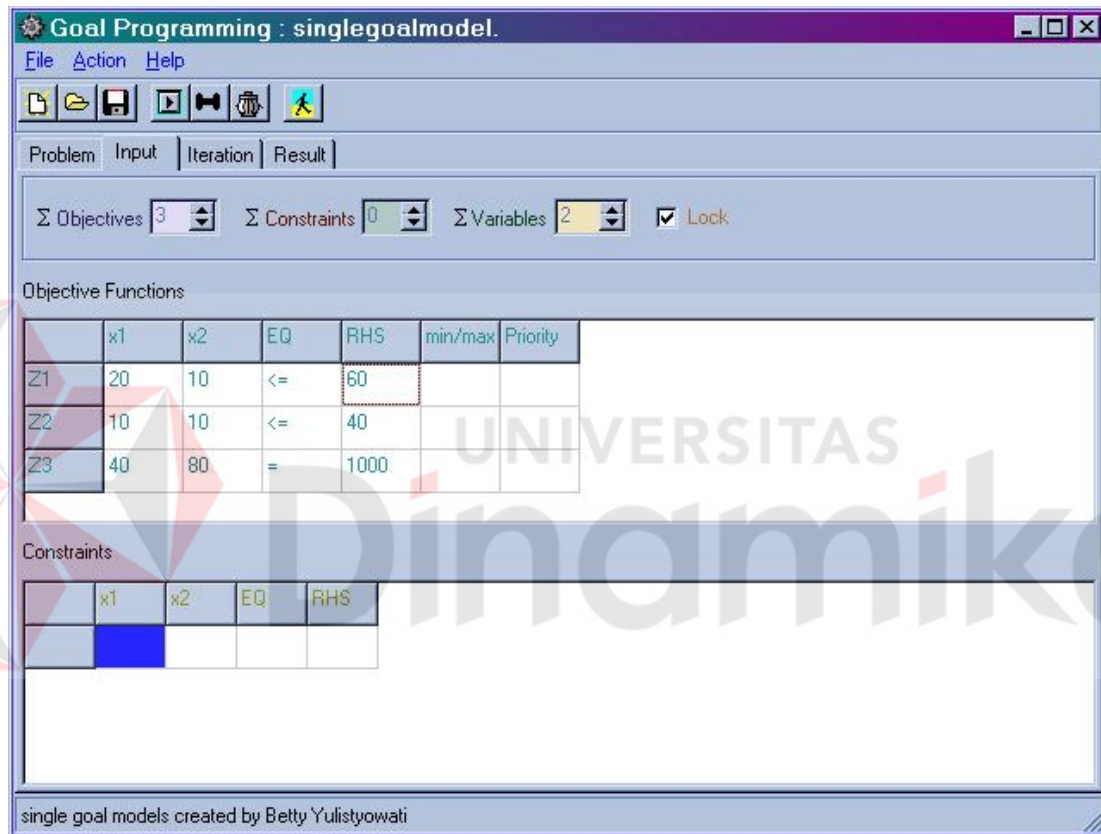 Goal Programming : singlegoalmodel.
File Action Help
Problem Input Iteration Result
Σ Objectives 3 Σ Constraints 0 Σ Variables 2 Lock
Objective Functions
x1 x2 EQ RHS min/max Priority
Z1 20 10 <= 60
Z2 10 10 <= 40
Z3 40 80 = 1000
UNIVERSITAS
Dinamika
Constraints
x1 x2 EQ RHS
single goal models created by Betty Yulistyowati